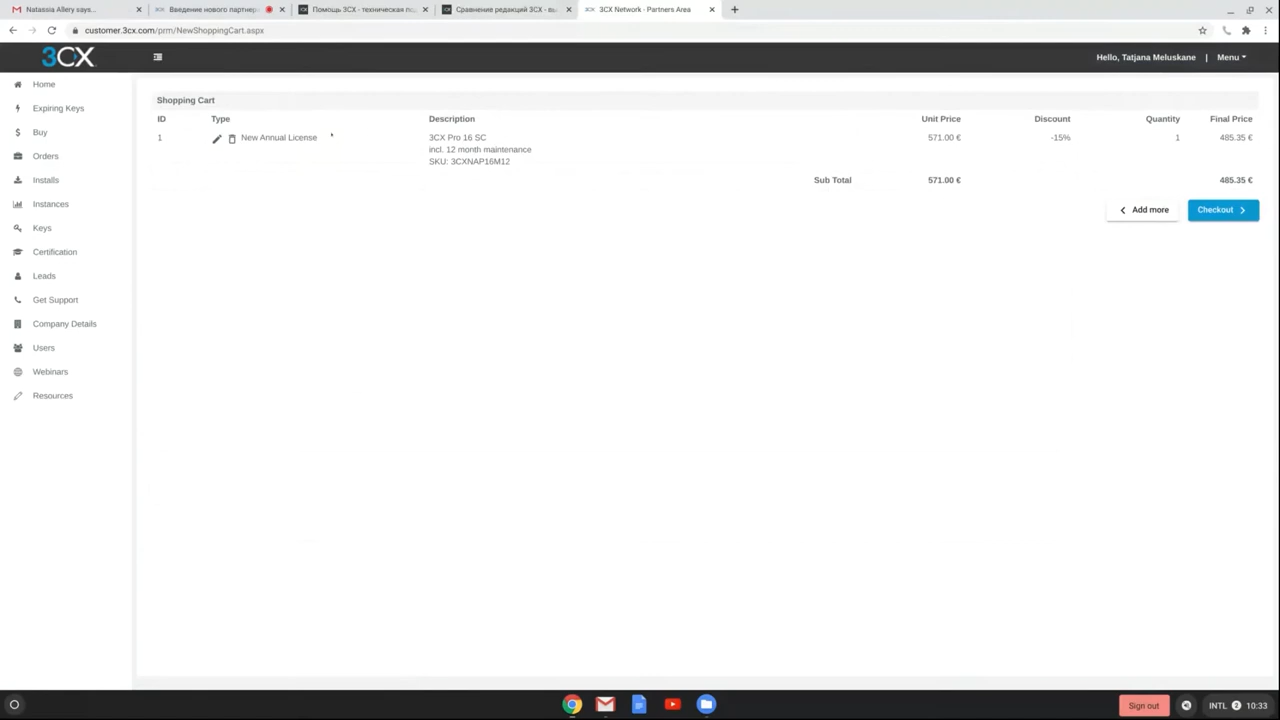 Natassia Allery says...
Введение нового партнер
Помощь 3CX - техническая по
Сравнение редакций 3CX - вы
3CX Network - Partners Area
customer.3cx.com/prm/NewShoppingCart.aspx
3CX
Hello, Tatjana Meluskane | Menu
Home
Expiring Keys
Buy
Orders
Installs
Instances
Keys
Certification
Leads
Get Support
Company Details
Users
Webinars
Resources
Shopping Cart
ID Type Description Unit Price Discount Quantity Final Price
1 New Annual License 3CX Pro 16 SC 571.00 € -15% 1 485.35 €
incl. 12 month maintenance
SKU: 3CXNAP16M12
Sub Total 571.00 € 485.35 €
Add more Checkout
Sign out INTL 2 10:33